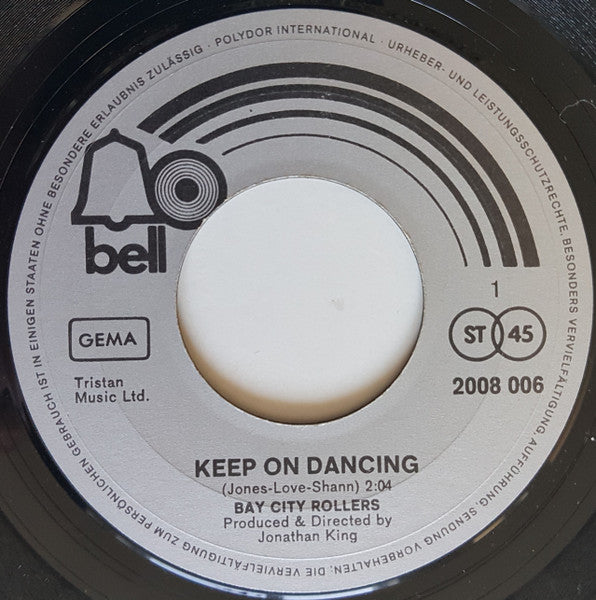 POLYDOR INTERNATIONAL · URHEBER- UND LEISTUNGSSCHUTZRECHTE, BESONDERS VERVIELFÄLTIGUNG, AUFFÜHRUNG, SENDUNG VORBEHALTEN; DIE VERVIELFÄLTIGUNG ZUM PERSÖNLICHEN GEBRAUCH IST IN EINIGEN STAATEN OHNE BESONDERE ERLAUBNIS ZULÄSSIG ·
bell
1
GEMA
ST 45
Tristan
Music Ltd.
2008 006
KEEP ON DANCING
(Jones-Love-Shann) 2:04
BAY CITY ROLLERS
Produced & Directed by
Jonathan King